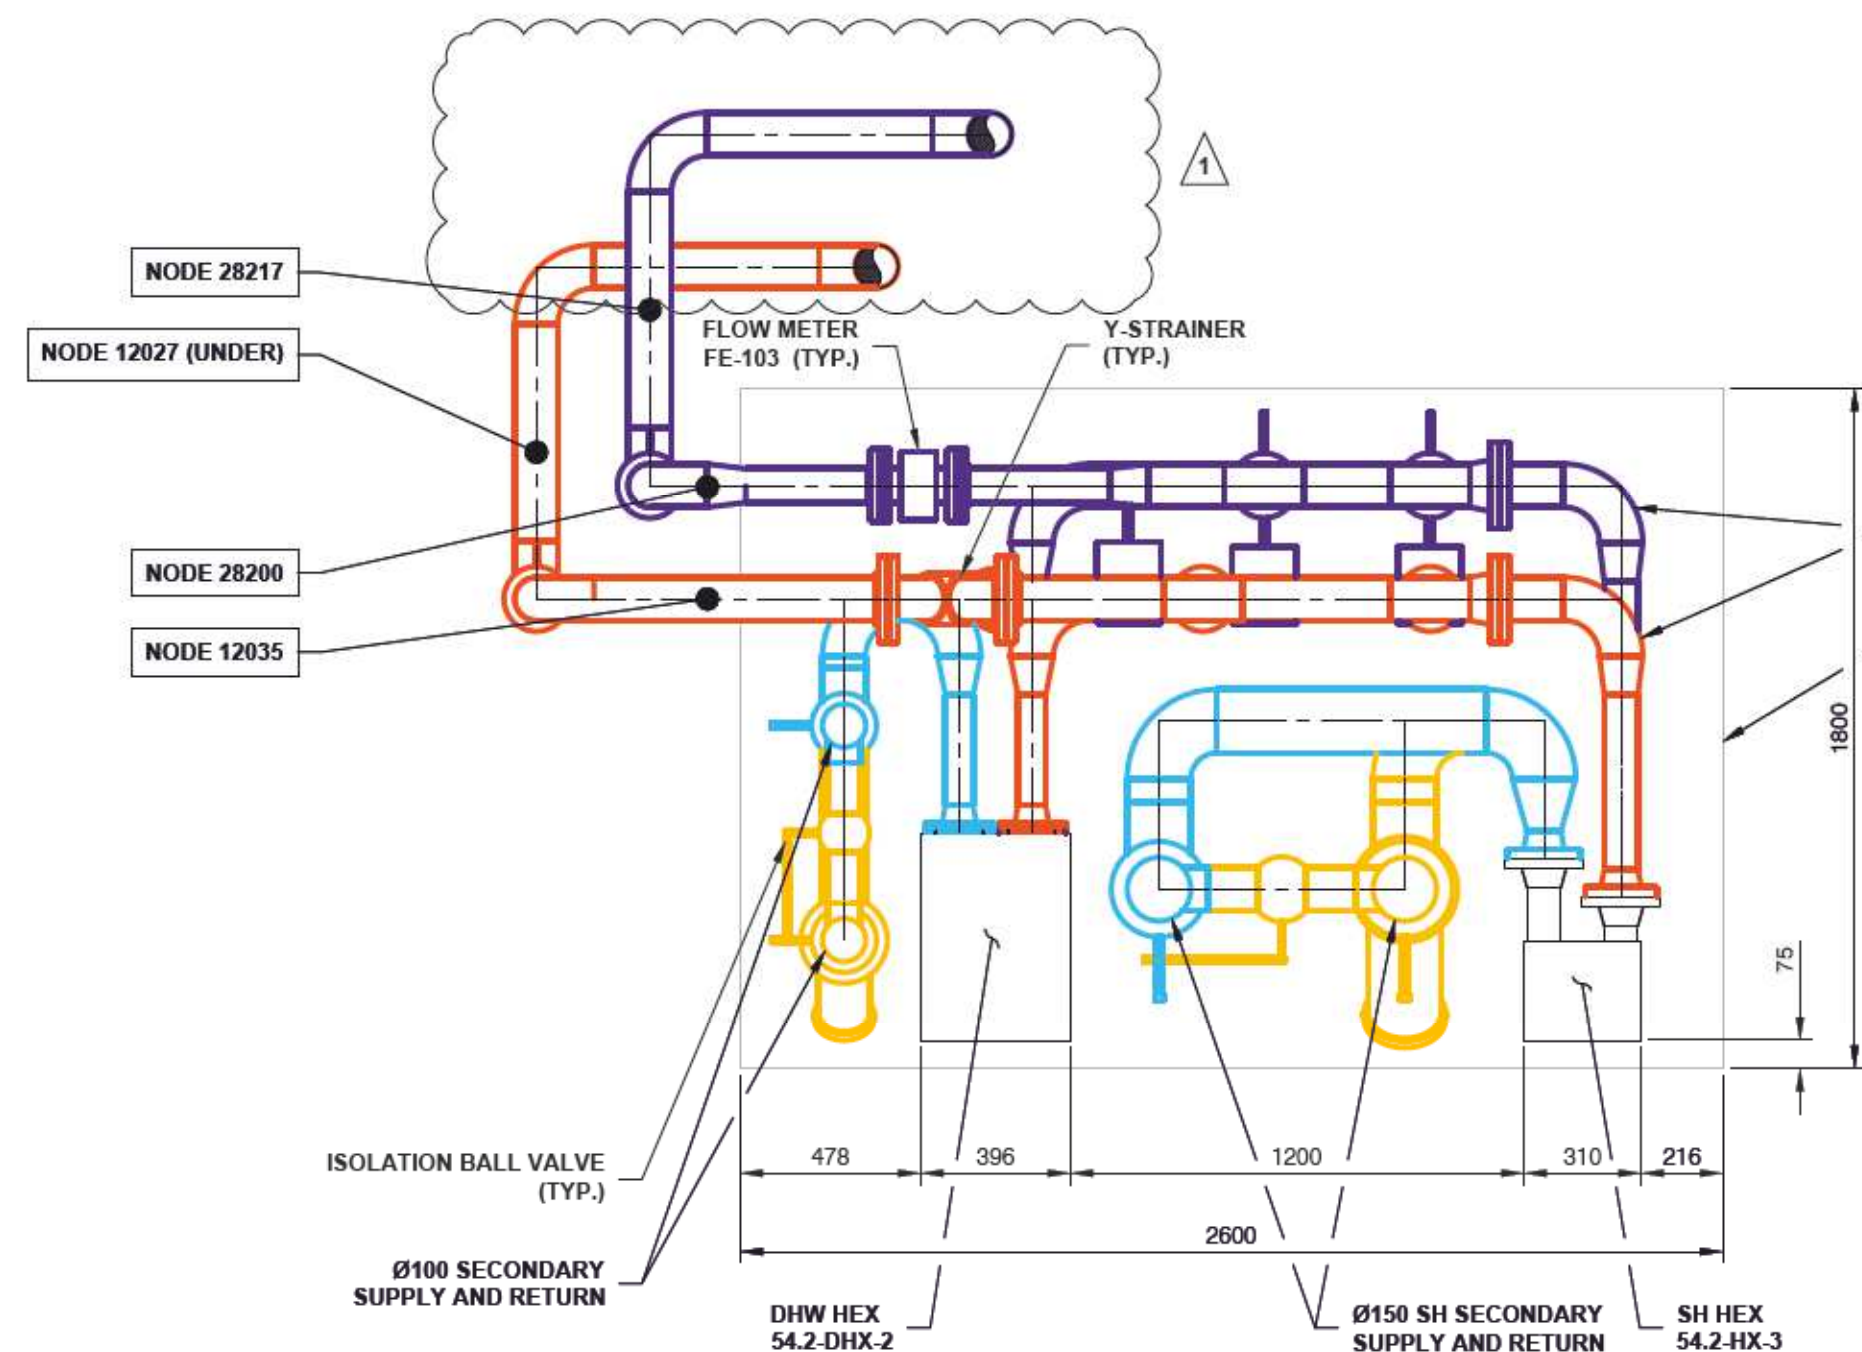 1
NODE 28217
NODE 12027 (UNDER)
FLOW METER
FE-103 (TYP.)
Y-STRAINER
(TYP.)
NODE 28200
NODE 12035
1800
75
478
396
1200
310
216
2600
ISOLATION BALL VALVE
(TYP.)
Ø100 SECONDARY
SUPPLY AND RETURN
DHW HEX
54.2-DHX-2
Ø150 SH SECONDARY
SUPPLY AND RETURN
SH HEX
54.2-HX-3